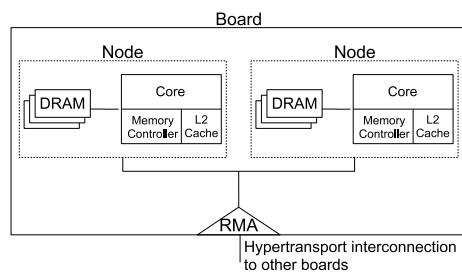 Board
Node
Node
DRAM
Core
Memory
Controller
L2
Cache
DRAM
Core
Memory
Controller
L2
Cache
RMA
Hypertransport interconnection
to other boards